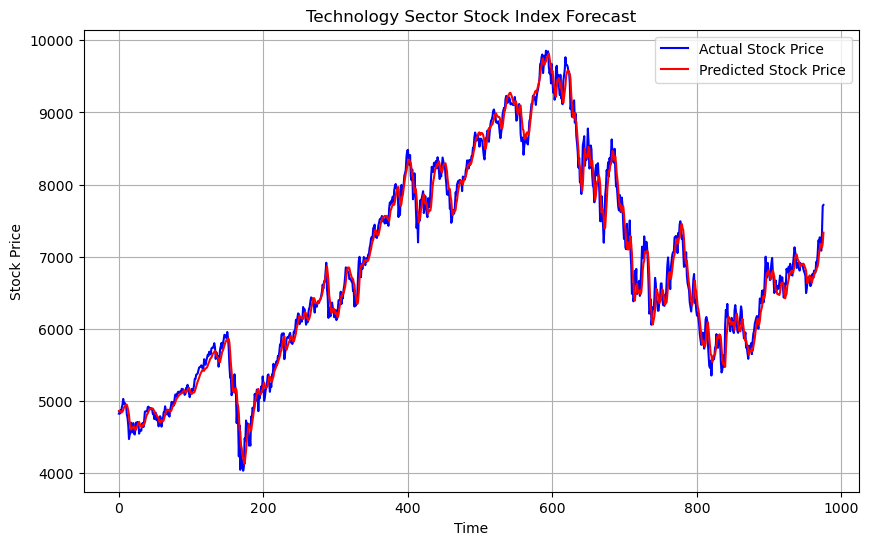 Technology Sector Stock Index Forecast
Actual Stock Price
Predicted Stock Price
10000
9000
8000
7000
6000
5000
4000
Stock Price
0 200 400 600 800 1000
Time